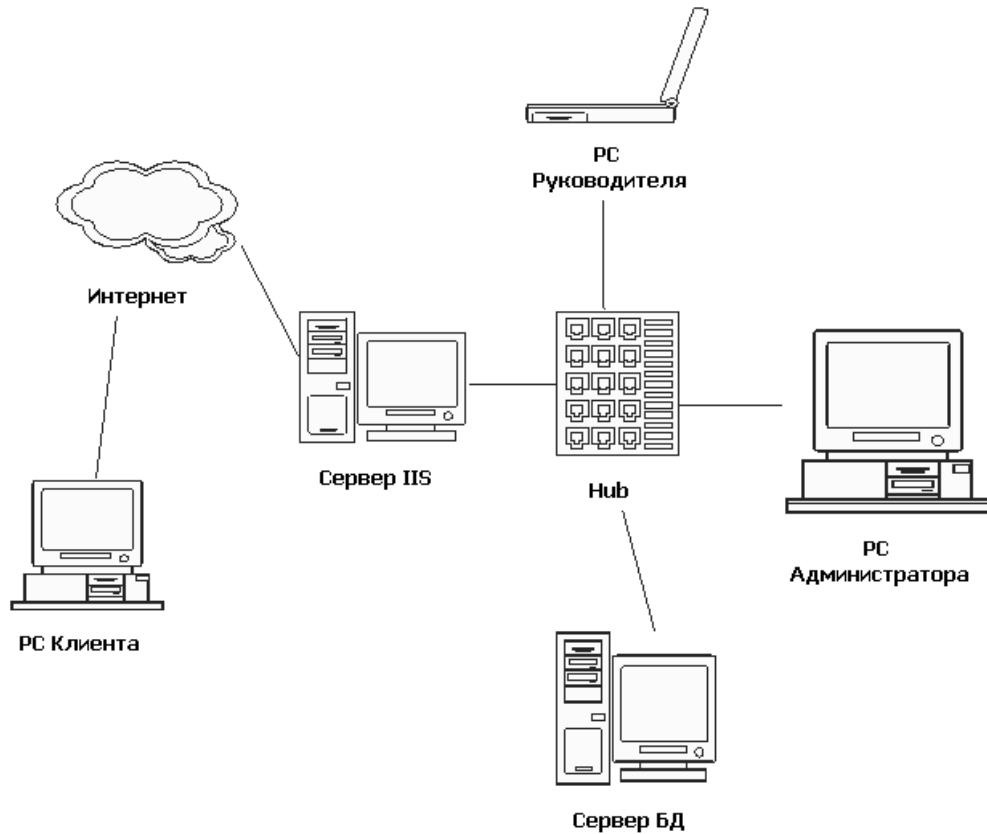 PC
Руководителя
Интернет
Сервер IIS
Hub
PC
Администратора
PC Клиента
Сервер БД